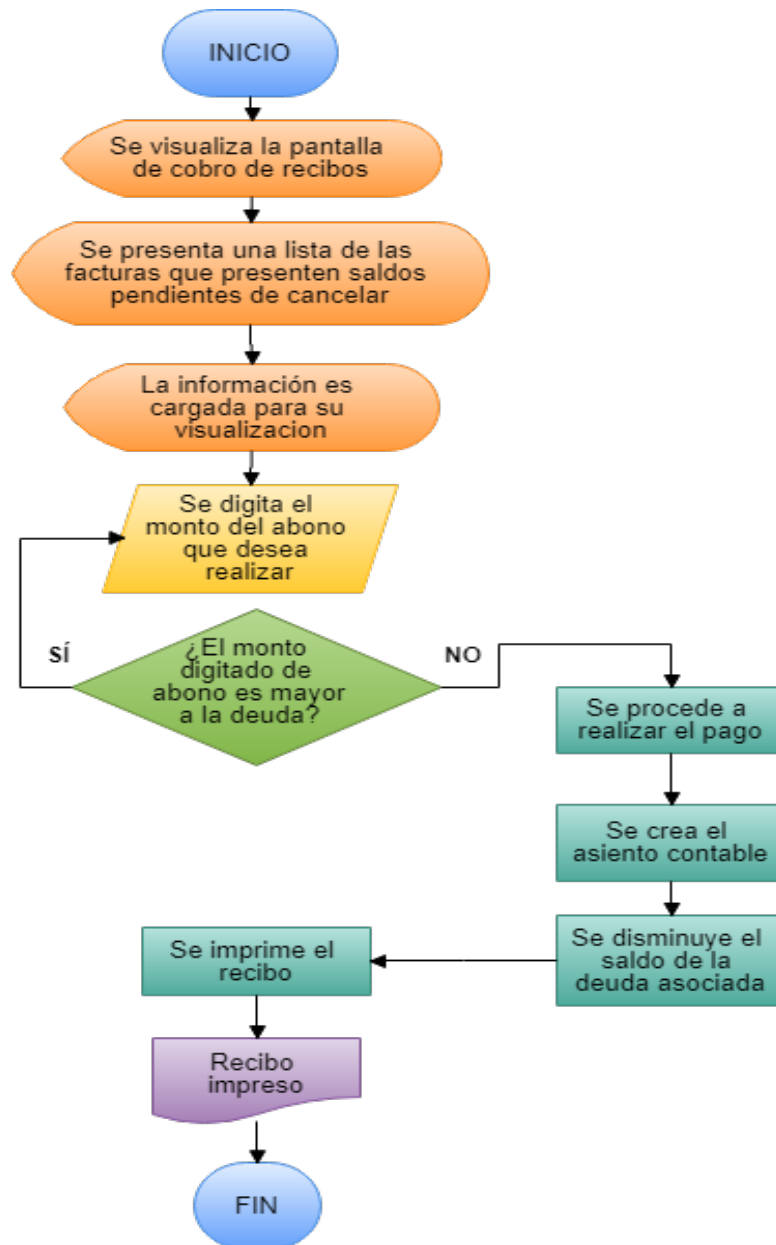 INICIO
Se visualiza la pantalla
de cobro de recibos
Se presenta una lista de las
facturas que presenten saldos
pendientes de cancelar
La información es
cargada para su
visualizacion
Se digita el
monto del abono
que desea
realizar
SÍ
¿El monto
digitado de
abono es mayor
a la deuda?
NO
Se procede a
realizar el pago
Se crea el
asiento contable
Se disminuye el
saldo de la
deuda asociada
Se imprime el
recibo
Recibo
impreso
FIN